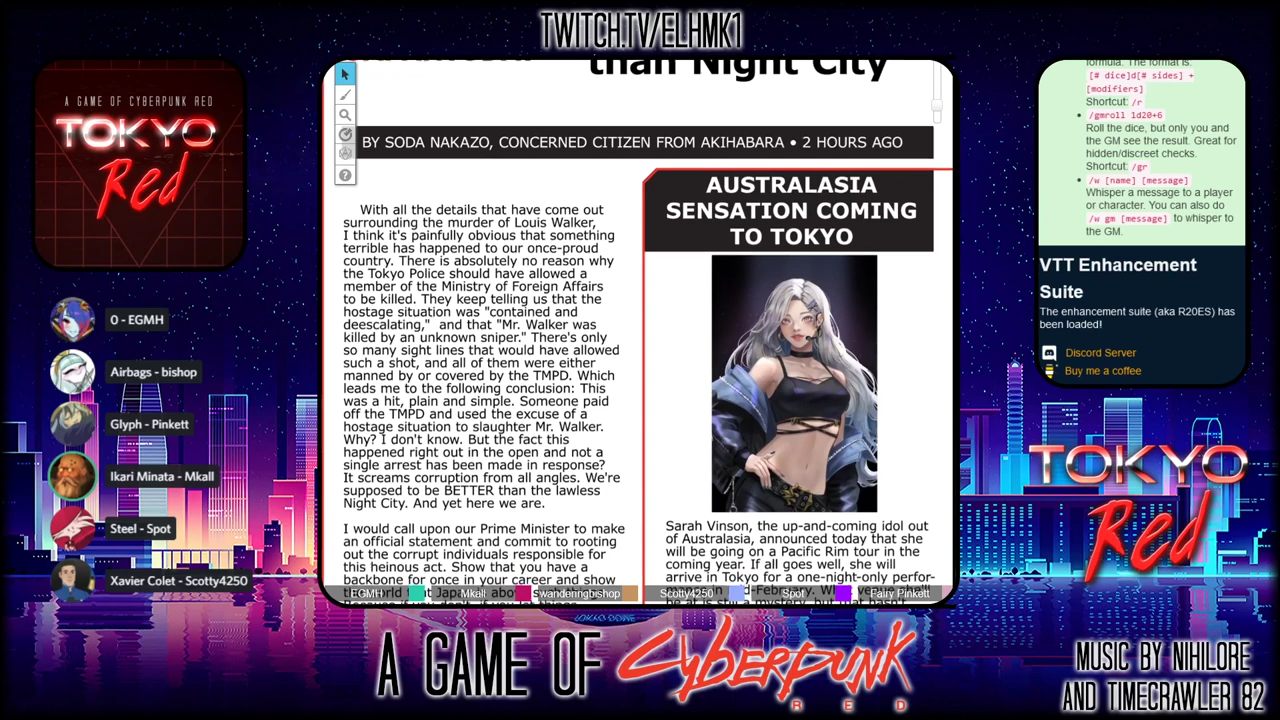 TWITCH.TV/ELHMK1
A GAME OF CYBERPUNK RED
TOKYO
Red
0 - EGMH
Airbags - bishop
Glyph - Pinkett
Ikari Minata - Mkall
Steel - Spot
Xavier Colet - Scotty4250
than Night City
BY SODA NAKAZO, CONCERNED CITIZEN FROM AKIHABARA • 2 HOURS AGO
With all the details that have come out
surrounding the murder of Louis Walker,
I think it's painfully obvious that something
terrible has happened to our once-proud
country. There is absolutely no reason why
the Tokyo Police should have allowed a
member of the Ministry of Foreign Affairs
to be killed. They keep telling us that the
hostage situation was "contained and
deescalating," and that "Mr. Walker was
killed by an unknown sniper." There's only
so many sight lines that would have allowed
such a shot, and all of them were either
manned by or covered by the TMPD. Which
leads me to the following conclusion: This
was a hit, plain and simple. Someone paid
off the TMPD and used the excuse of a
hostage situation to slaughter Mr. Walker.
Why? I don't know. But the fact this
happened right out in the open and not a
single arrest has been made in response?
It screams corruption from all angles. We're
supposed to be BETTER than the lawless
Night City. And yet here we are.
I would call upon our Prime Minister to make
an official statement and commit to rooting
out the corrupt individuals responsible for
this heinous act. Show that you have a
backbone for once in your career and show
AUSTRALASIA
SENSATION COMING
TO TOKYO
Sarah Vinson, the up-and-coming idol out
of Australasia, announced today that she
will be going on a Pacific Rim tour in the
coming year. If all goes well, she will
arrive in Tokyo for a one-night-only perfor-
EGMH
Mkall
wanderingbishop
Scotty4250
Spot
Fairy Pinkett
formula. The format is:
[# dice]d[# sides] +
[modifiers]
Shortcut: /r
• /gmroll 1d20+6
Roll the dice, but only you and
the GM see the result. Great for
hidden/discreet checks.
Shortcut: /gr
• /w [name] [message]
Whisper a message to a player
or character. You can also do
/w gm [message] to whisper to
the GM.
VTT Enhancement
Suite
The enhancement suite (aka R20ES) has
been loaded!
Discord Server
Buy me a coffee
TOKYO
Red
A GAME OF Cyberpunk
RED
MUSIC BY NIHILORE
AND TIMECRAWLER 82